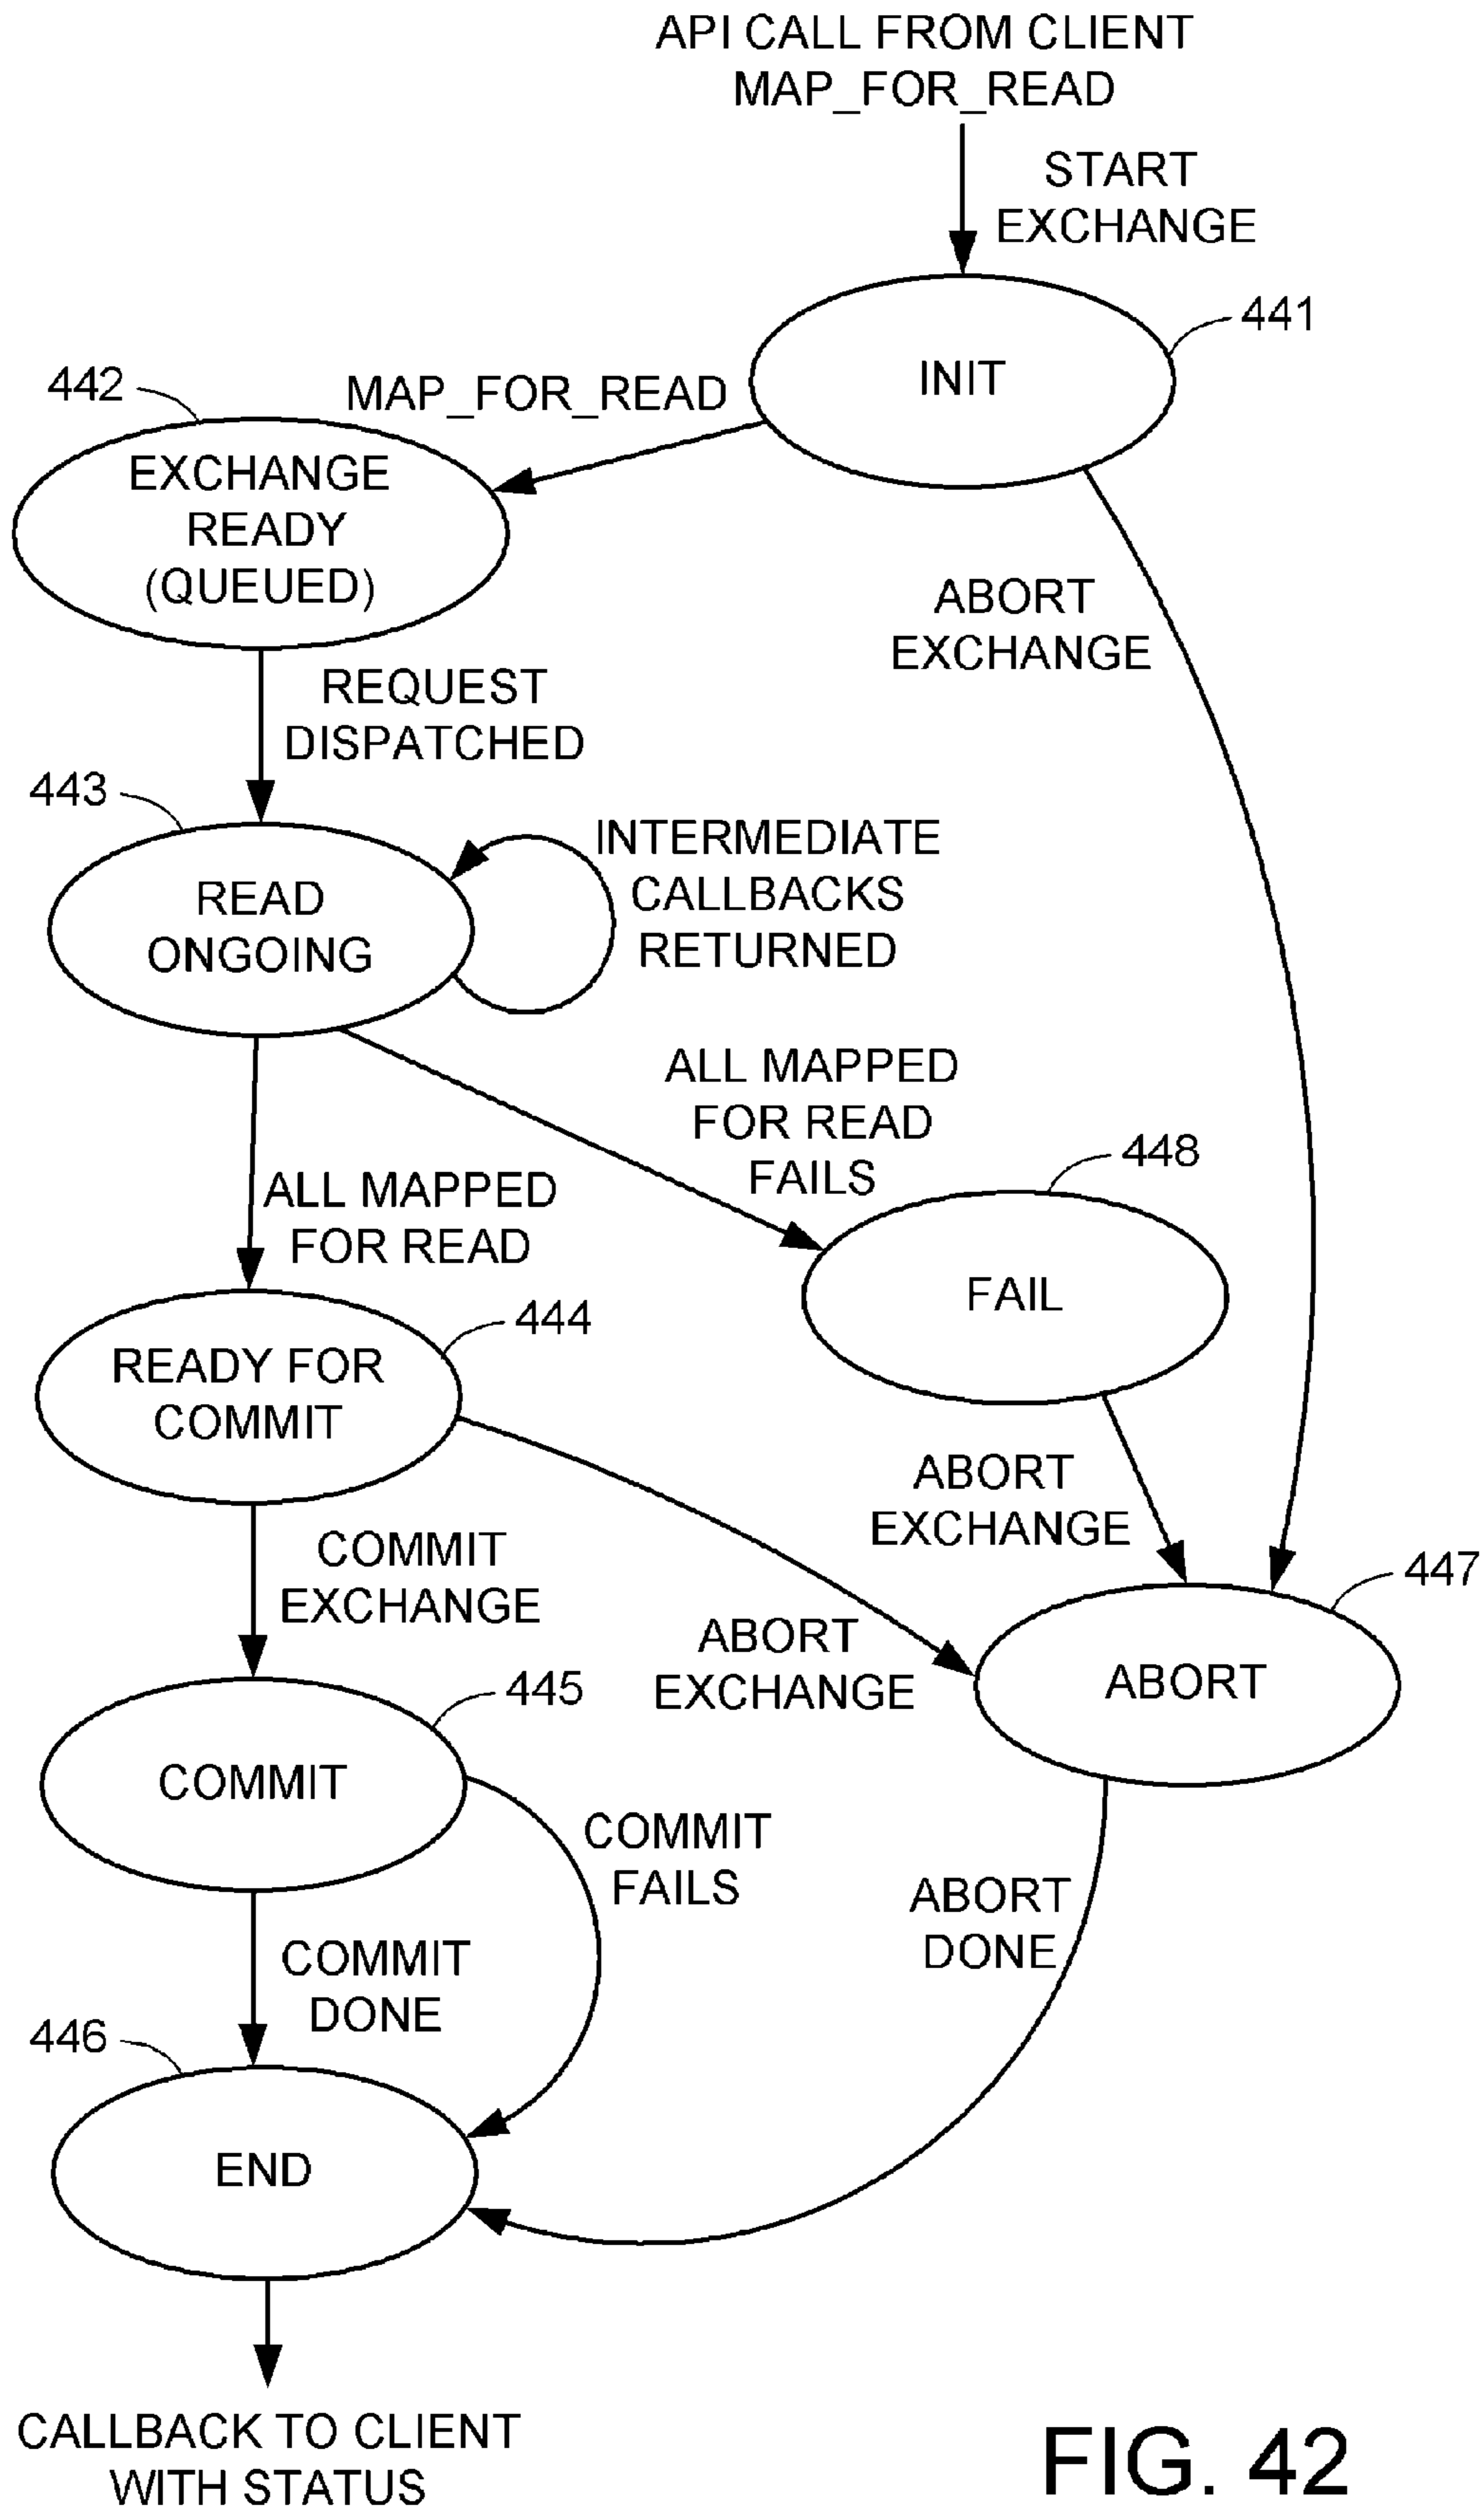 API CALL FROM CLIENT
MAP_FOR_READ
START
EXCHANGE
441
INIT
442
MAP_FOR_READ
EXCHANGE
READY
(QUEUED)
ABORT
EXCHANGE
REQUEST
DISPATCHED
443
INTERMEDIATE
CALLBACKS
RETURNED
READ
ONGOING
ALL MAPPED
FOR READ
FAILS
448
ALL MAPPED
FOR READ
FAIL
444
READY FOR
COMMIT
ABORT
EXCHANGE
COMMIT
EXCHANGE
447
ABORT
EXCHANGE
ABORT
445
COMMIT
COMMIT
FAILS
ABORT
DONE
COMMIT
DONE
446
END
CALLBACK TO CLIENT
WITH STATUS
FIG. 42